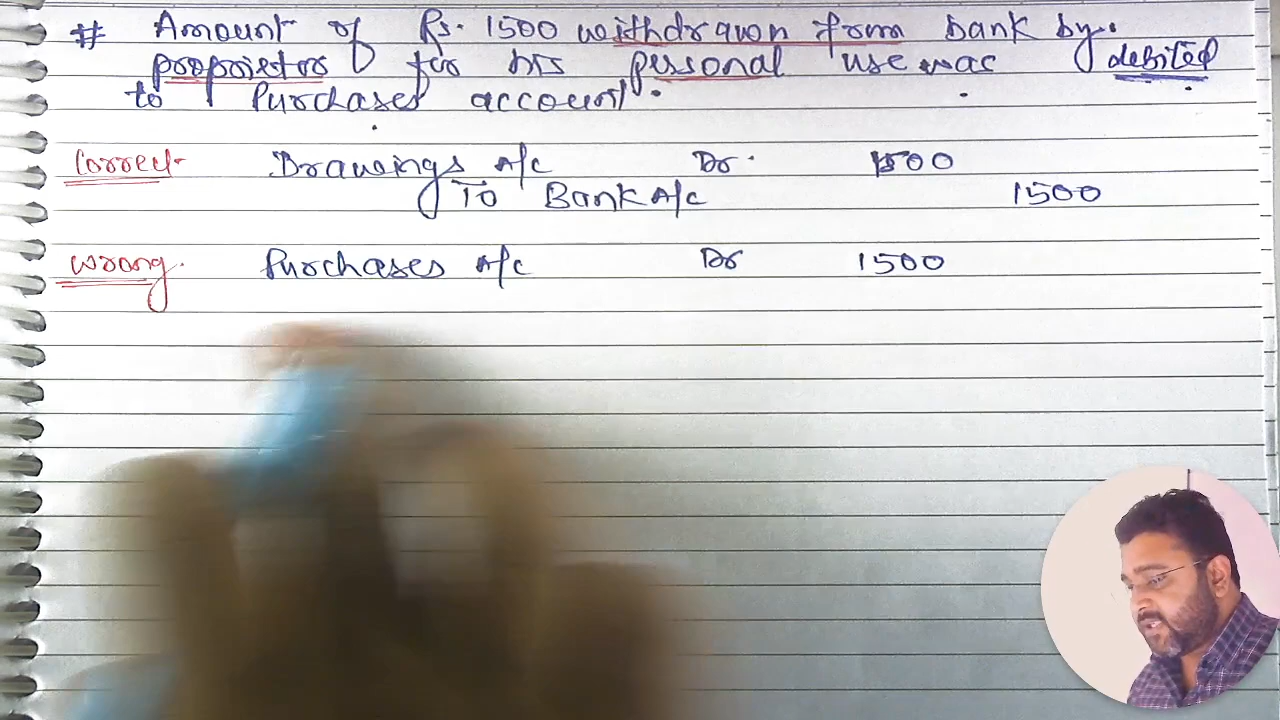 # Amount of Rs. 1500 withdrawn from bank by
proprietor for his personal use was debited
to Purchases account.
Correct Drawings A/c Dr. 1500
To Bank A/c 1500
Wrong. Purchases A/c Dr 1500